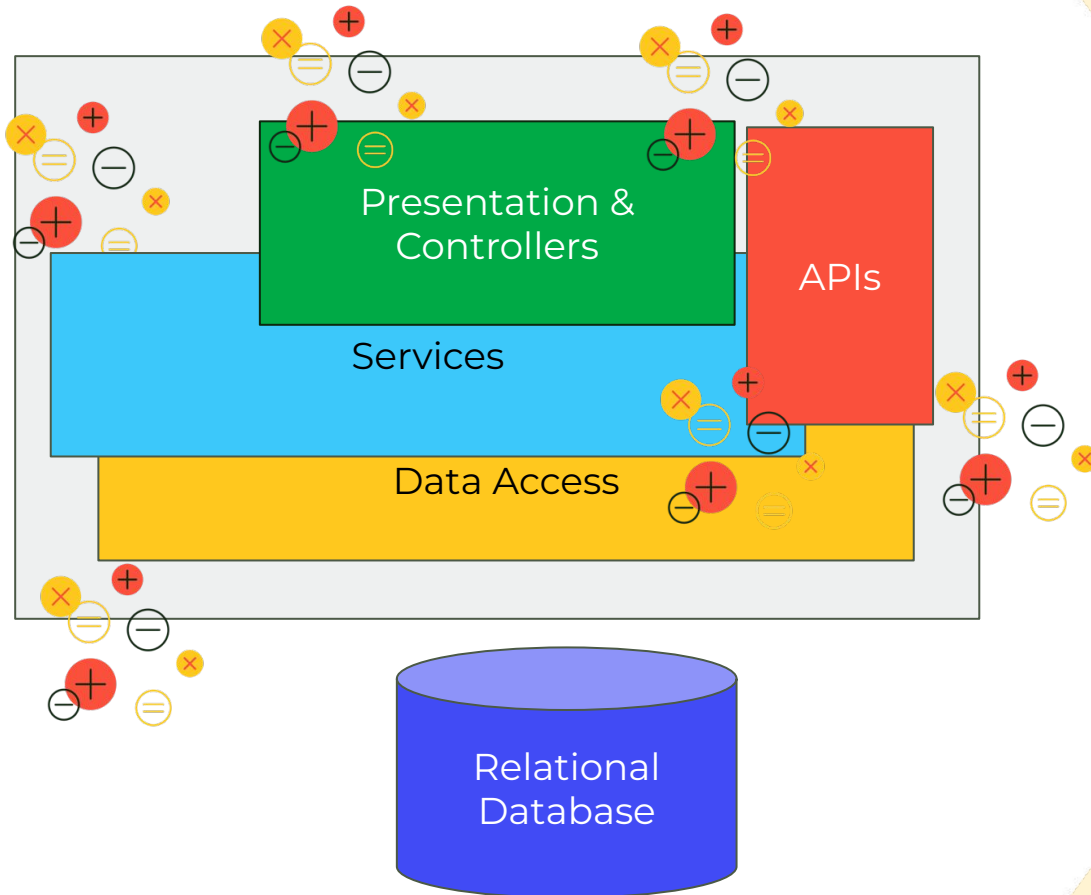 Presentation &
Controllers
APIs
Services
Data Access
Relational
Database